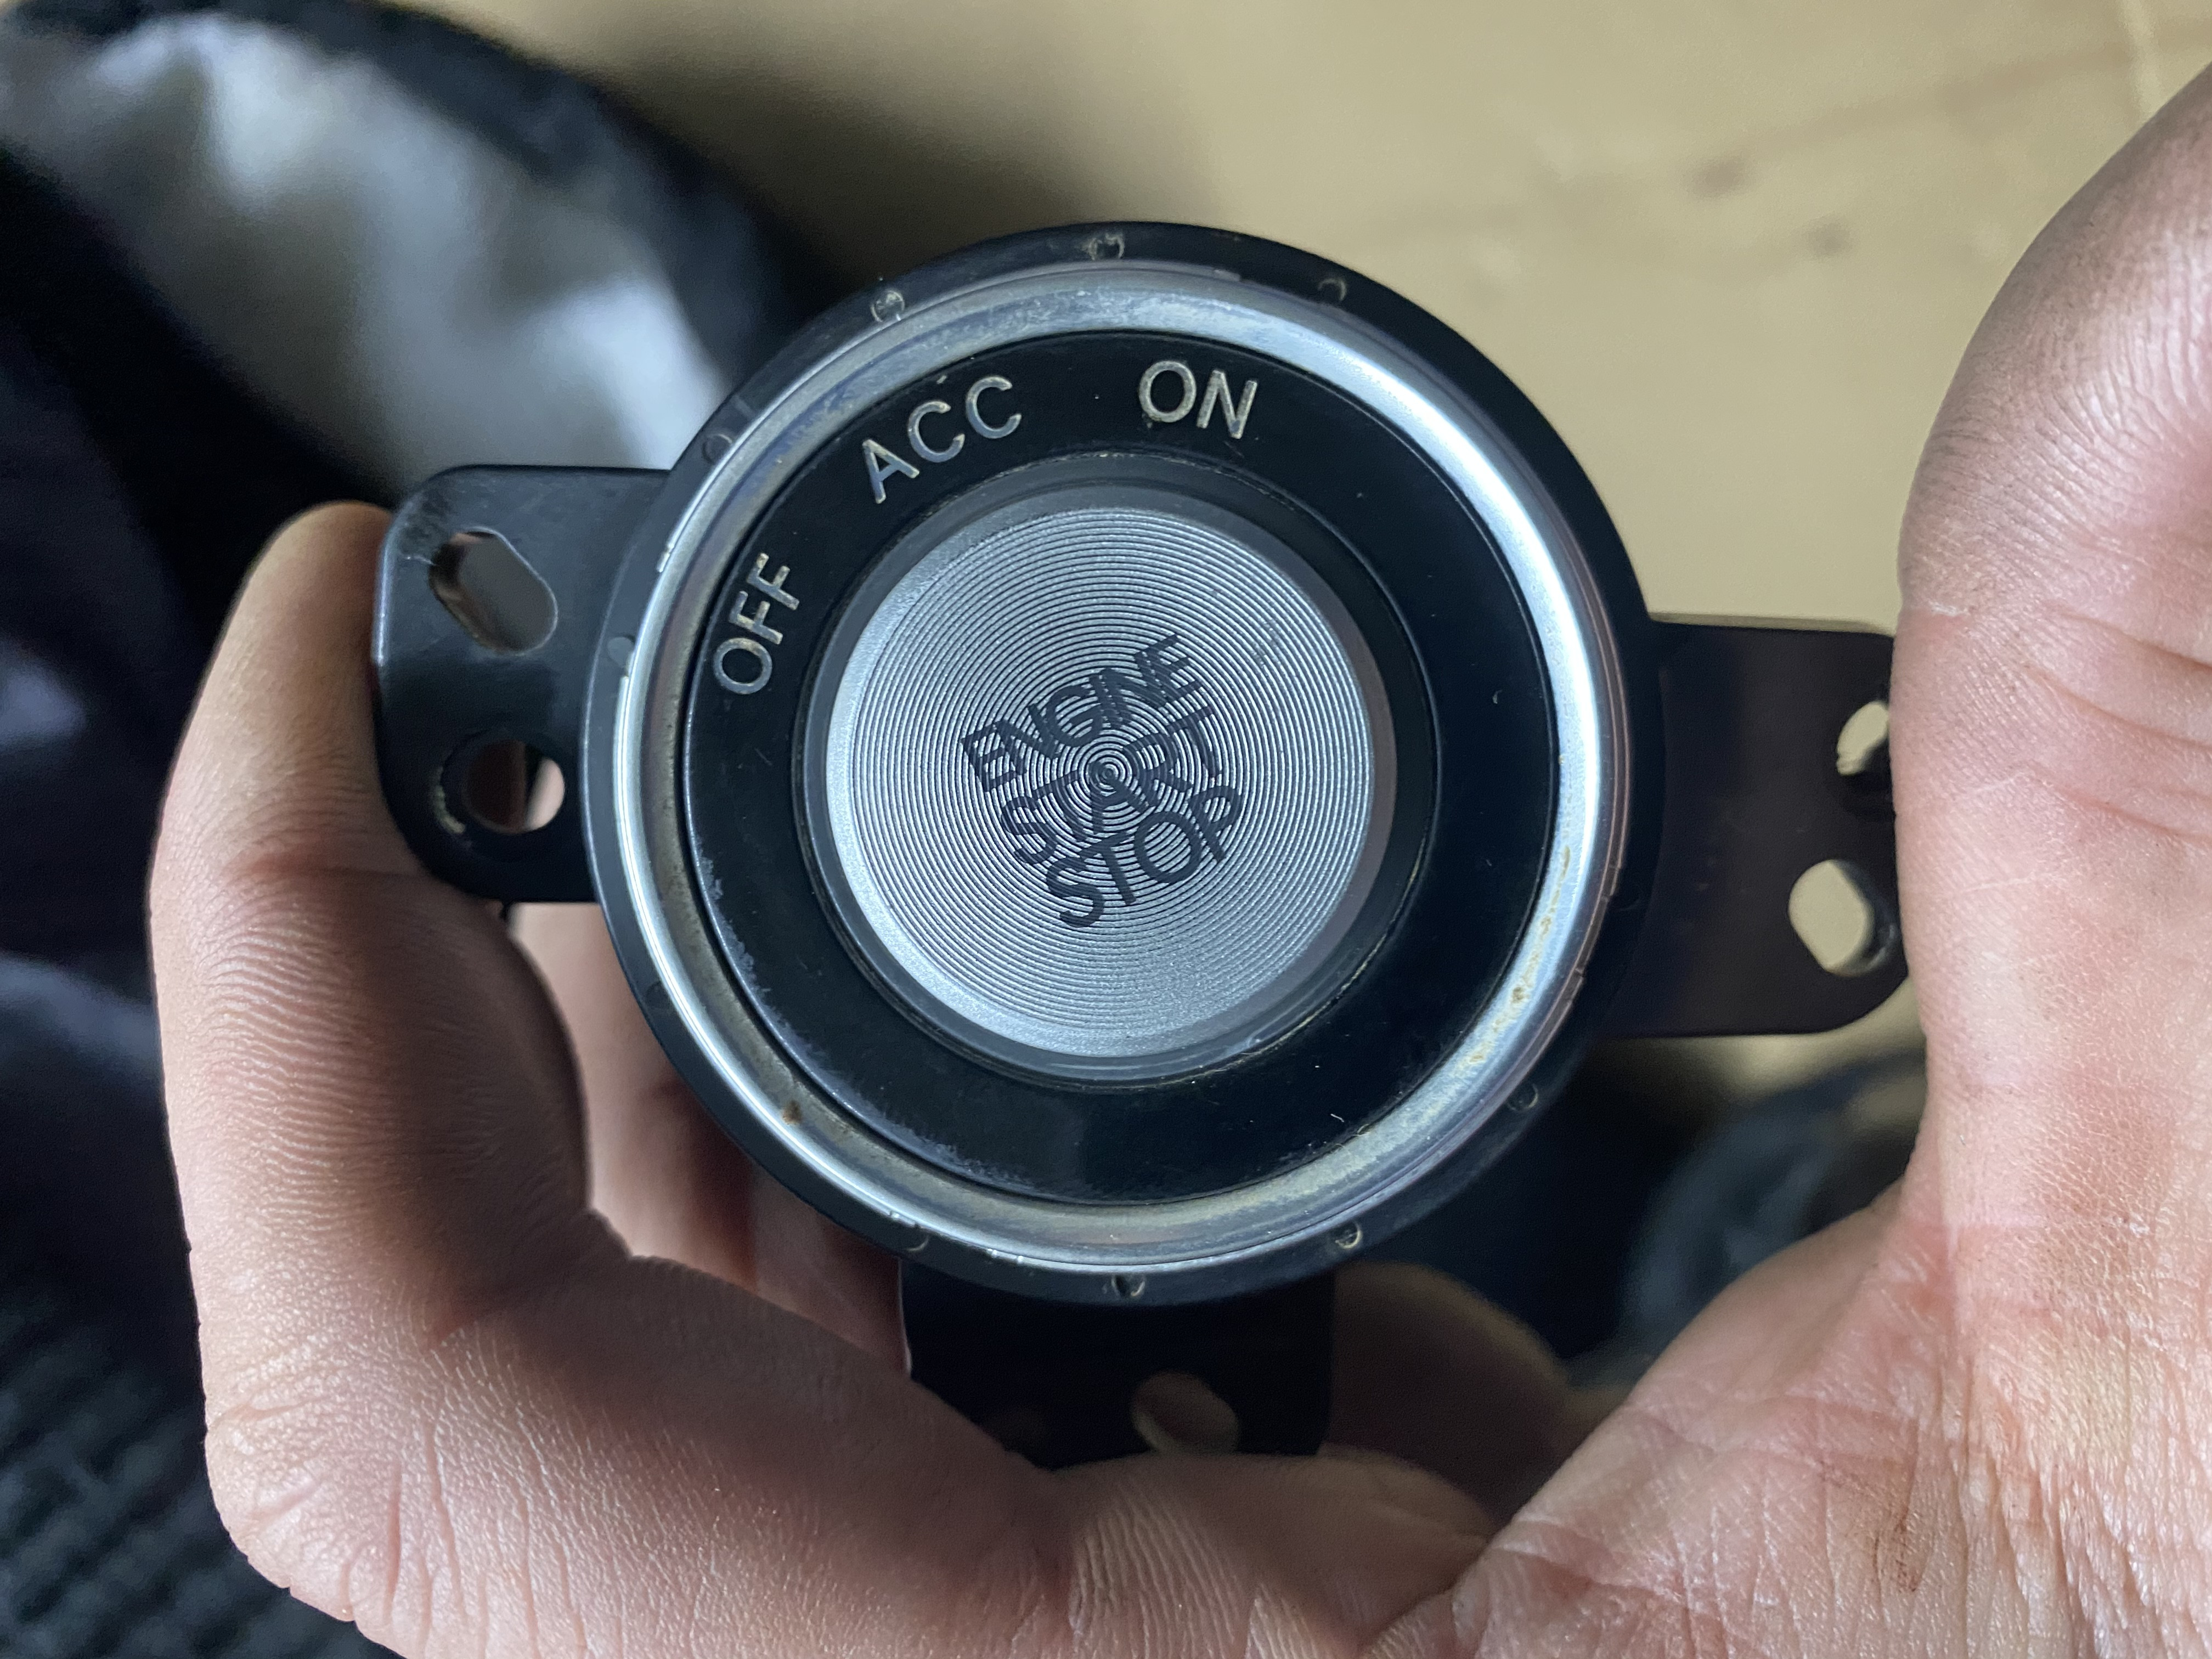 OFF ACC ON
ENGINE
START
STOP